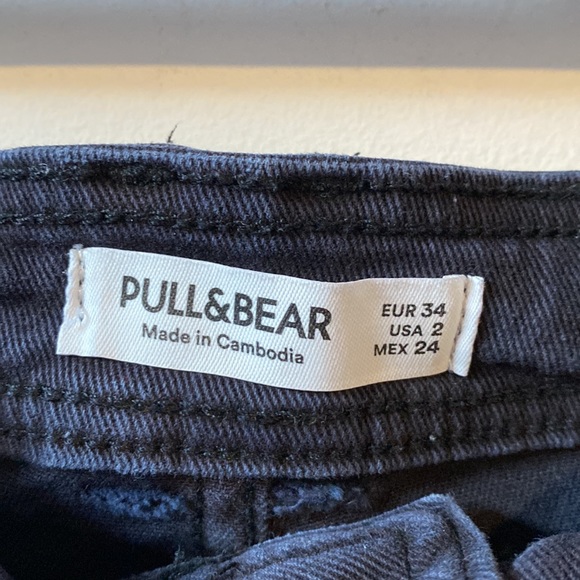 PULL&BEAR
Made in Cambodia
EUR 34
USA 2
MEX 24